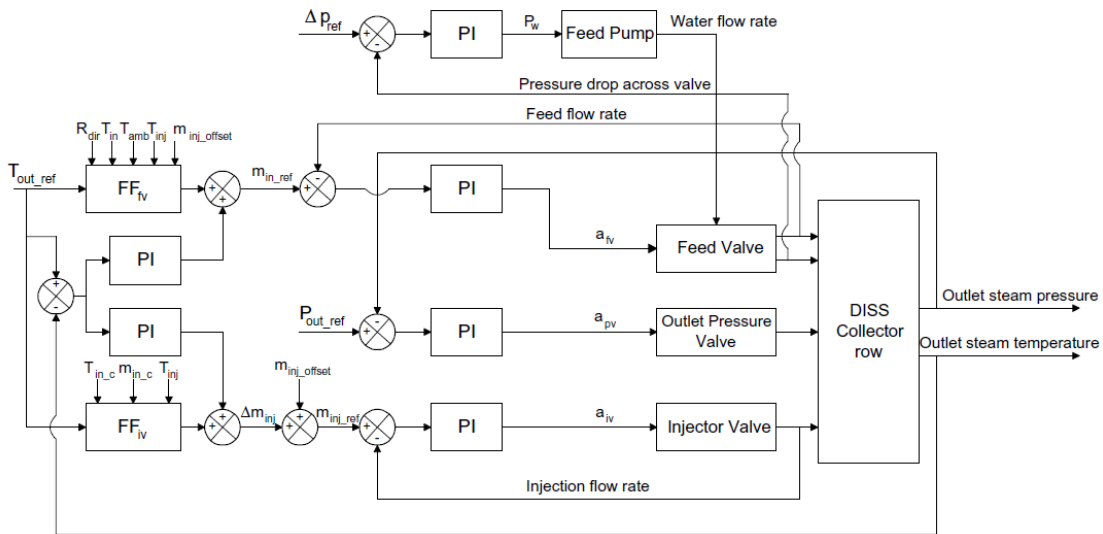 Δ p_ref
PI
P_w
Feed Pump
Water flow rate
Pressure drop across valve
Feed flow rate
R_dir T_in T_amb T_inj m_inj_offset
T_out_ref
FF_fv
m_in_ref
PI
a_fv
Feed Valve
PI
PI
P_out_ref
PI
a_pv
Outlet Pressure
Valve
DISS
Collector
row
Outlet steam pressure
Outlet steam temperature
T_in_c m_in_c T_inj
FF_iv
Δm_inj
m_inj_offset
m_inj_ref
PI
a_iv
Injector Valve
Injection flow rate